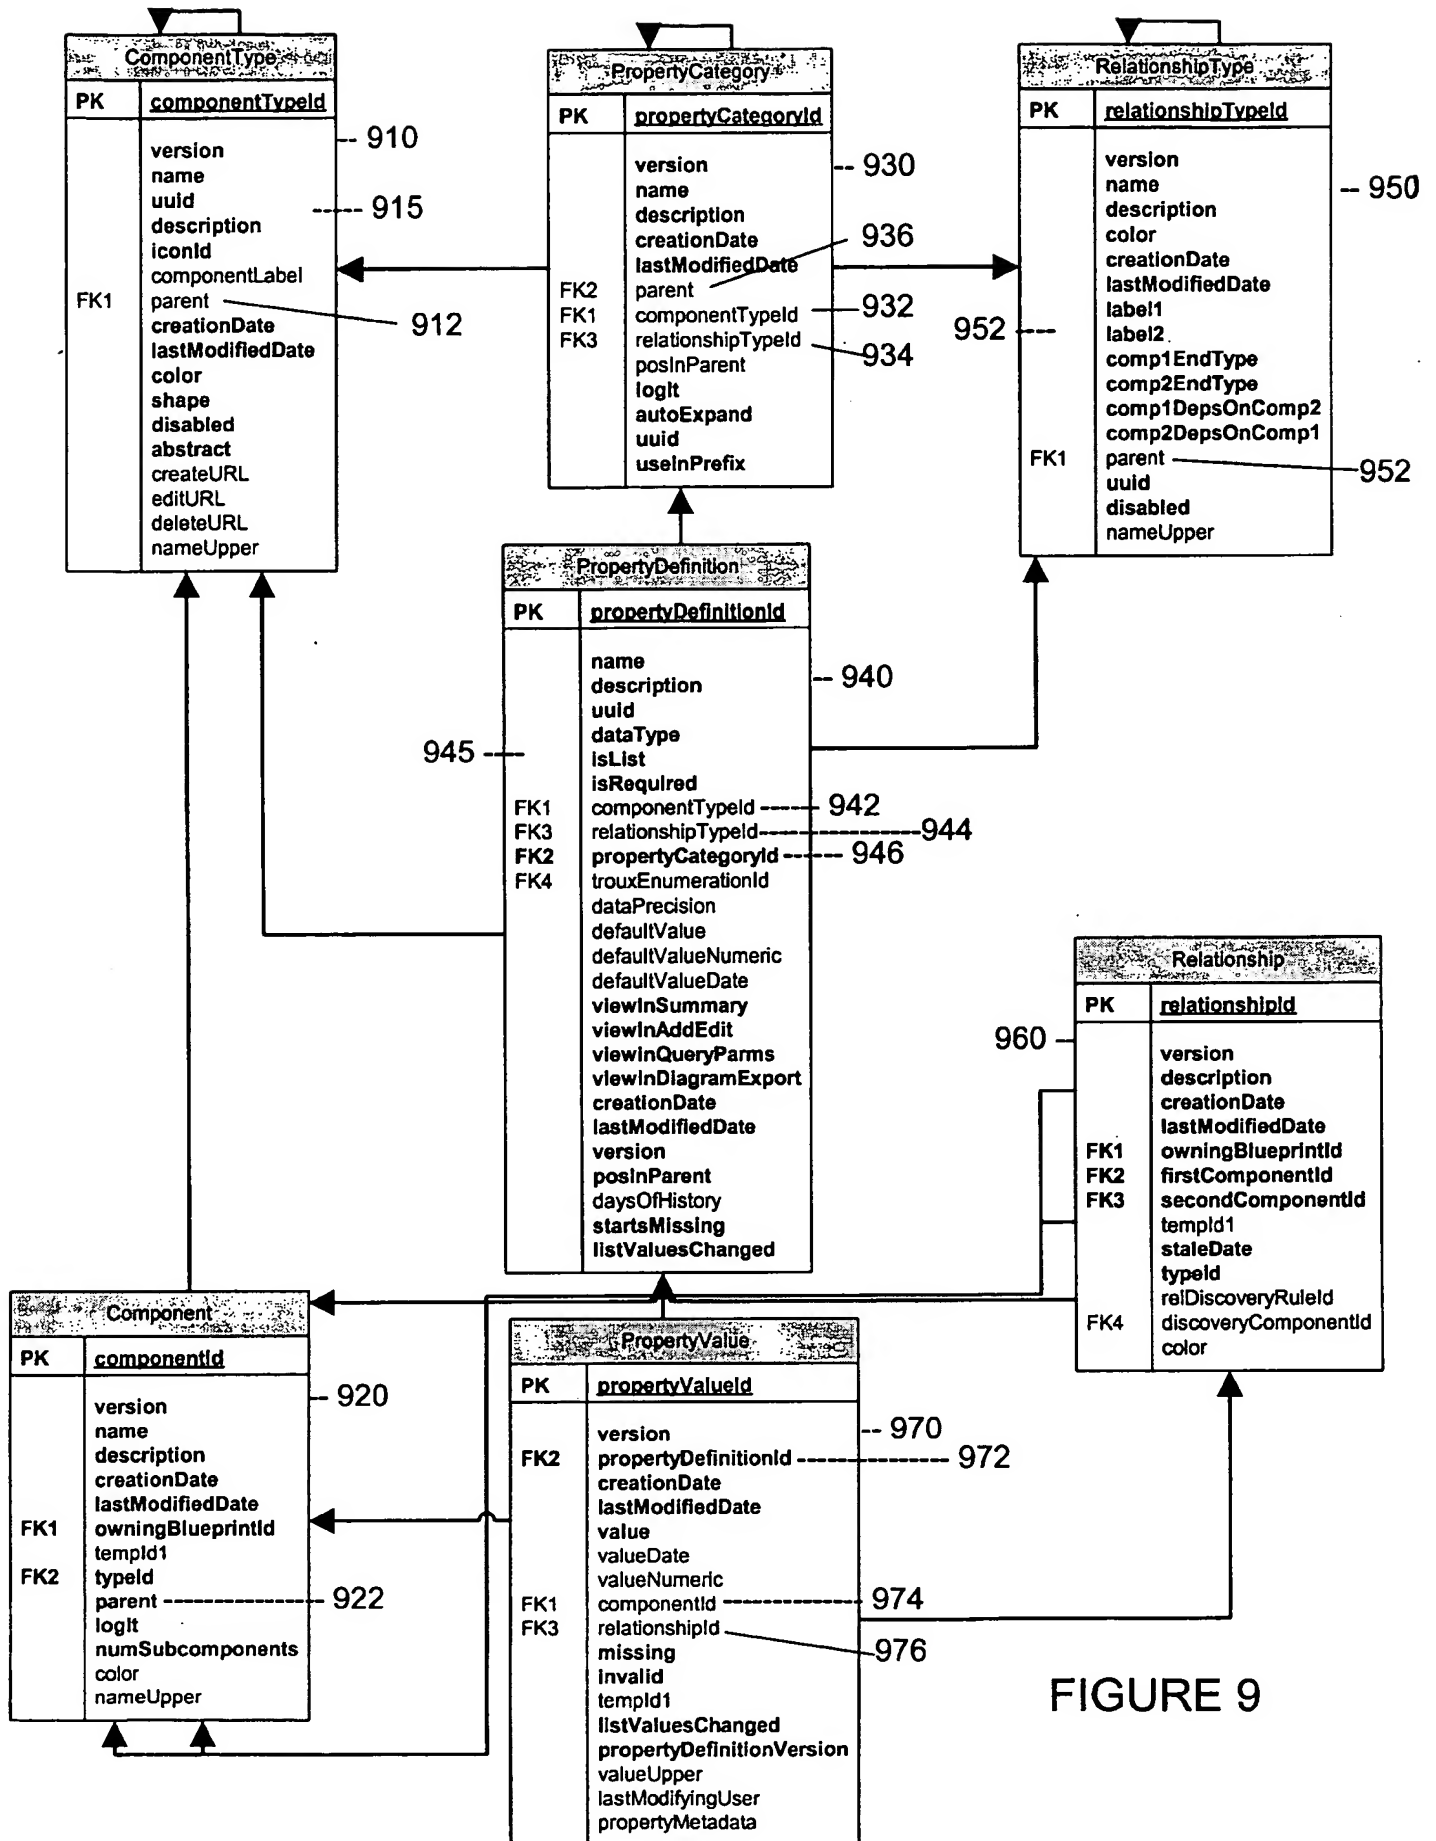 ComponentType
PK componentTypeId
version
name
uuid
description
iconId
componentLabel
FK1 parent
creationDate
lastModifiedDate
color
shape
disabled
abstract
createURL
editURL
deleteURL
nameUpper
910
915
912
PropertyCategory
PK propertyCategoryId
version
name
description
creationDate
lastModifiedDate
FK2 parent
FK1 componentTypeId
FK3 relationshipTypeId
posInParent
logIt
autoExpand
uuid
useInPrefix
930
936
932
934
RelationshipType
PK relationshipTypeId
version
name
description
color
creationDate
lastModifiedDate
label1
label2
comp1EndType
comp2EndType
comp1DepsOnComp2
comp2DepsOnComp1
FK1 parent
uuid
disabled
nameUpper
950
952
952
PropertyDefinition
PK propertyDefinitionId
name
description
uuid
dataType
isList
isRequired
FK1 componentTypeId
FK3 relationshipTypeId
FK2 propertyCategoryId
FK4 trouxEnumerationId
dataPrecision
defaultValue
defaultValueNumeric
defaultValueDate
viewInSummary
viewInAddEdit
viewInQueryParms
viewInDiagramExport
creationDate
lastModifiedDate
version
posInParent
daysOfHistory
startsMissing
listValuesChanged
940
945
942
944
946
Relationship
PK relationshipId
version
description
creationDate
lastModifiedDate
FK1 owningBlueprintId
FK2 firstComponentId
FK3 secondComponentId
tempId1
staleDate
typeId
relDiscoveryRuleId
FK4 discoveryComponentId
color
960
Component
PK componentId
version
name
description
creationDate
lastModifiedDate
FK1 owningBlueprintId
tempId1
FK2 typeId
parent
logIt
numSubcomponents
color
nameUpper
920
922
PropertyValue
PK propertyValueId
version
FK2 propertyDefinitionId
creationDate
lastModifiedDate
value
valueDate
valueNumeric
FK1 componentId
FK3 relationshipId
missing
invalid
tempId1
listValuesChanged
propertyDefinitionVersion
valueUpper
lastModifyingUser
propertyMetadata
970
972
974
976
FIGURE 9